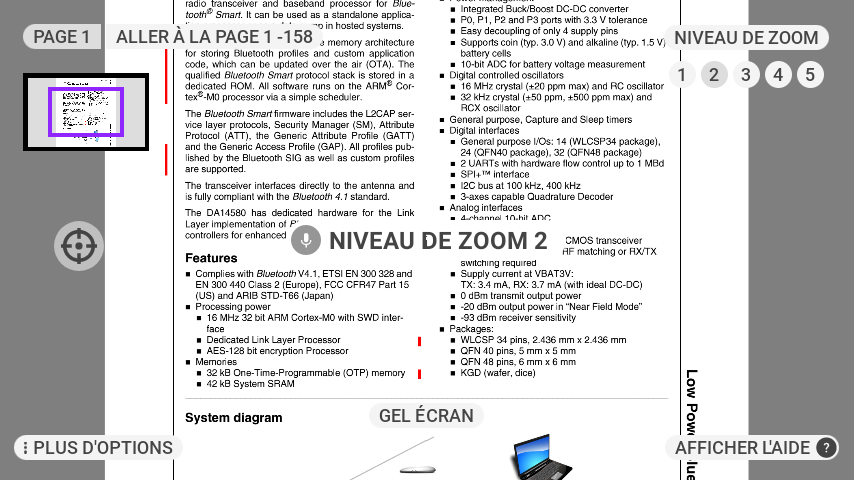 PAGE 1
ALLER À LA PAGE 1 -158
NIVEAU DE ZOOM
1 2 3 4 5
radio transceiver and baseband processor for Blue-
tooth® Smart. It can be used as a standalone applica-
in hosted systems.
memory architecture
for storing Bluetooth profiles and custom application
code, which can be updated over the air (OTA). The
qualified Bluetooth Smart protocol stack is stored in a
dedicated ROM. All software runs on the ARM® Cor-
tex®-M0 processor via a simple scheduler.
The Bluetooth Smart firmware includes the L2CAP ser-
vice layer protocols, Security Manager (SM), Attribute
Protocol (ATT), the Generic Attribute Profile (GATT)
and the Generic Access Profile (GAP). All profiles pub-
lished by the Bluetooth SIG as well as custom profiles
are supported.
The transceiver interfaces directly to the antenna and
is fully compliant with the Bluetooth 4.1 standard.
The DA14580 has dedicated hardware for the Link
Layer implementation of
controllers for enhanced
NIVEAU DE ZOOM 2
Features
■ Complies with Bluetooth V4.1, ETSI EN 300 328 and
EN 300 440 Class 2 (Europe), FCC CFR47 Part 15
(US) and ARIB STD-T66 (Japan)
■ Processing power
■ 16 MHz 32 bit ARM Cortex-M0 with SWD inter-
face
■ Dedicated Link Layer Processor
■ AES-128 bit encryption Processor
■ Memories
■ 32 kB One-Time-Programmable (OTP) memory
■ 42 kB System SRAM
■ Integrated Buck/Boost DC-DC converter
■ P0, P1, P2 and P3 ports with 3.3 V tolerance
■ Easy decoupling of only 4 supply pins
■ Supports coin (typ. 3.0 V) and alkaline (typ. 1.5 V)
battery cells
■ 10-bit ADC for battery voltage measurement
■ Digital controlled oscillators
■ 16 MHz crystal (±20 ppm max) and RC oscillator
■ 32 kHz crystal (±50 ppm, ±500 ppm max) and
RCX oscillator
■ General purpose, Capture and Sleep timers
■ Digital interfaces
■ General purpose I/Os: 14 (WLCSP34 package),
24 (QFN40 package), 32 (QFN48 package)
■ 2 UARTs with hardware flow control up to 1 MBd
■ SPI+™ interface
■ I2C bus at 100 kHz, 400 kHz
■ 3-axes capable Quadrature Decoder
■ Analog interfaces
■ 4-channel 10-bit ADC
CMOS transceiver
RF matching or RX/TX
switching required
■ Supply current at VBAT3V:
TX: 3.4 mA, RX: 3.7 mA (with ideal DC-DC)
■ 0 dBm transmit output power
■ -20 dBm output power in “Near Field Mode”
■ -93 dBm receiver sensitivity
■ Packages:
■ WLCSP 34 pins, 2.436 mm x 2.436 mm
■ QFN 40 pins, 5 mm x 5 mm
■ QFN 48 pins, 6 mm x 6 mm
■ KGD (wafer, dice)
System diagram
GEL ÉCRAN
PLUS D'OPTIONS
AFFICHER L'AIDE ?
Low